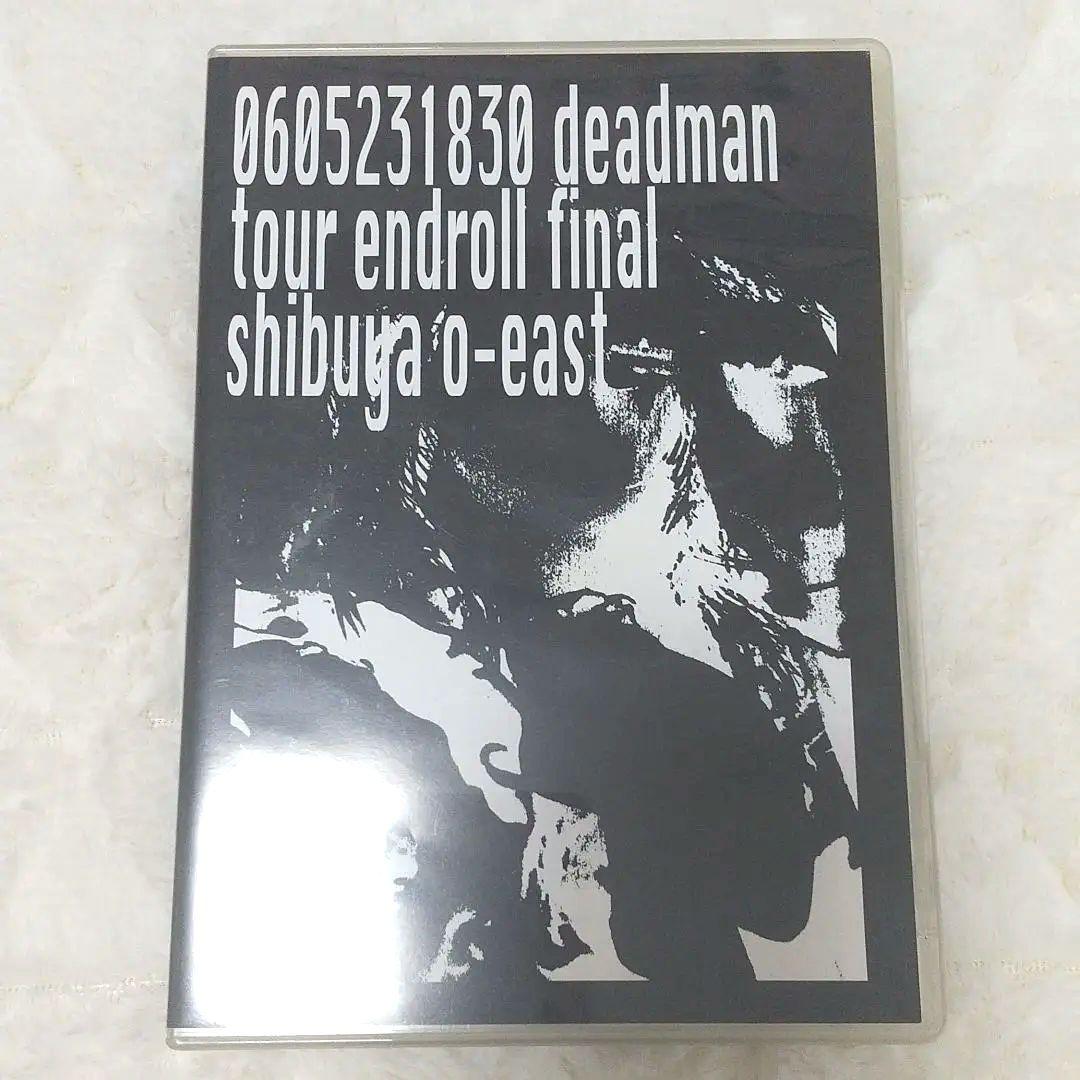 0605231830 deadman
tour endroll final
shibuya o-east